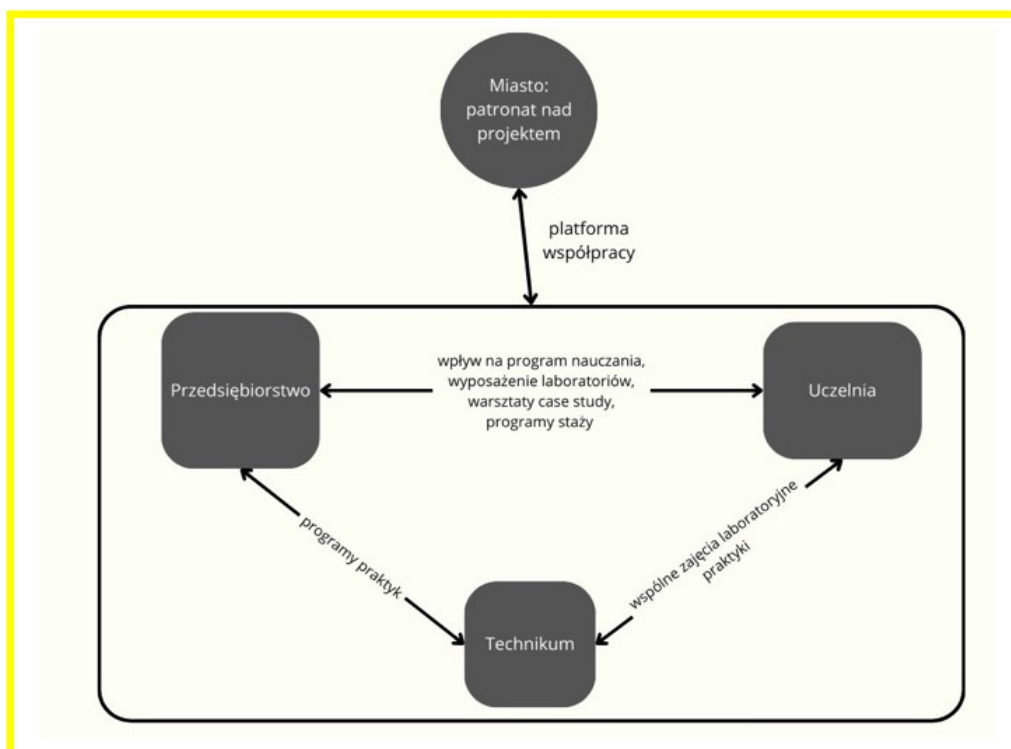 Miasto:
patronat nad
projektem
platforma
współpracy
Przedsiębiorstwo
wpływ na program nauczania,
wyposażenie laboratoriów,
warsztaty case study,
programy staży
Uczelnia
programy praktyk
wspólne zajęcia laboratoryjne
praktyki
Technikum